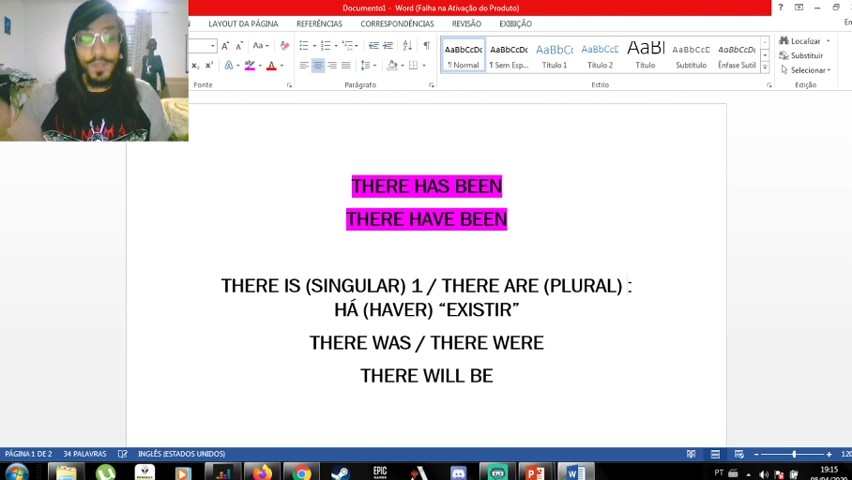 Documento1 - Word (Falha na Ativação do Produto)
LAYOUT DA PÁGINA REFERÊNCIAS CORRESPONDÊNCIAS REVISÃO EXIBIÇÃO
Localizar
AaBbCcDc AaBbCcDc AaBbCc AaBbCcD AaBl AaBbCcD AaBbCcDc
Substituir
¶ Normal ¶ Sem Esp... Título 1 Título 2 Título Subtítulo Ênfase Sutil
Selecionar
Fonte Parágrafo Estilo Edição
THERE HAS BEEN
THERE HAVE BEEN
THERE IS (SINGULAR) 1 / THERE ARE (PLURAL) :
HÁ (HAVER) “EXISTIR”
THERE WAS / THERE WERE
THERE WILL BE
PÁGINA 1 DE 2 34 PALAVRAS INGLÊS (ESTADOS UNIDOS)
EPIC
GAMES
PT
19:15